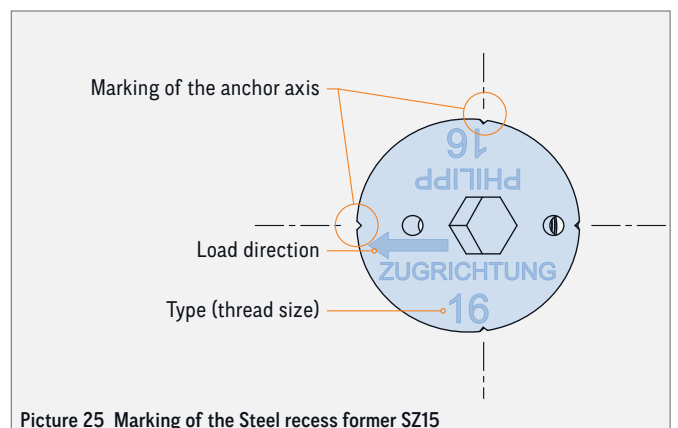 Marking of the anchor axis
16
PHILIPP
Load direction
ZUGRICHTUNG
Type (thread size)
16
Picture 25 Marking of the Steel recess former SZ15